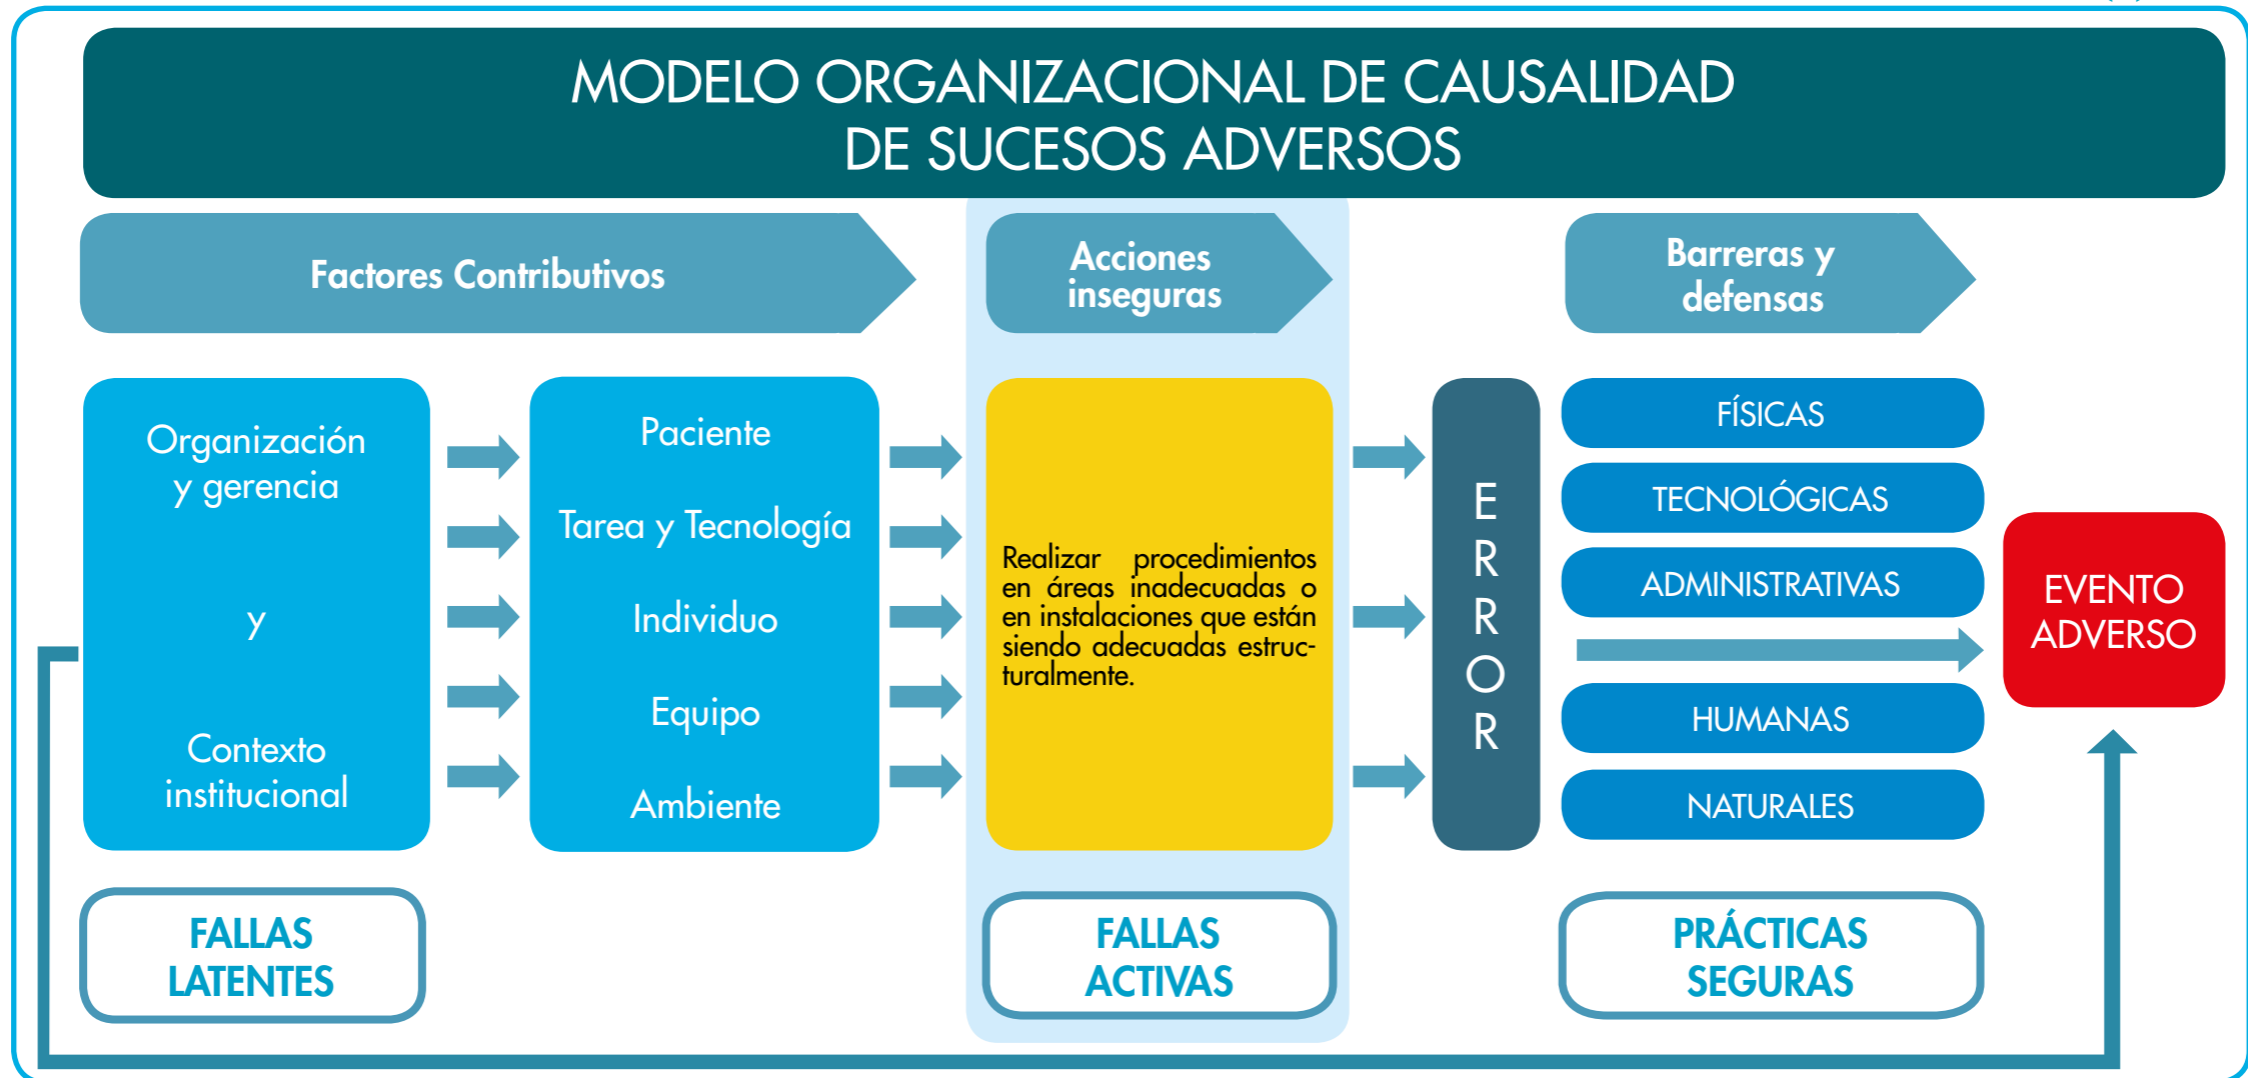 MODELO ORGANIZACIONAL DE CAUSALIDAD
DE SUCESOS ADVERSOS
Factores Contributivos
Acciones
inseguras
Barreras y
defensas
Organización
y gerencia
y
Contexto
institucional
Paciente
Tarea y Tecnología
Individuo
Equipo
Ambiente
Realizar procedimientos
en áreas inadecuadas o
en instalaciones que están
siendo adecuadas estruc-
turalmente.
E
R
R
O
R
FÍSICAS
TECNOLÓGICAS
ADMINISTRATIVAS
HUMANAS
NATURALES
EVENTO
ADVERSO
FALLAS
LATENTES
FALLAS
ACTIVAS
PRÁCTICAS
SEGURAS